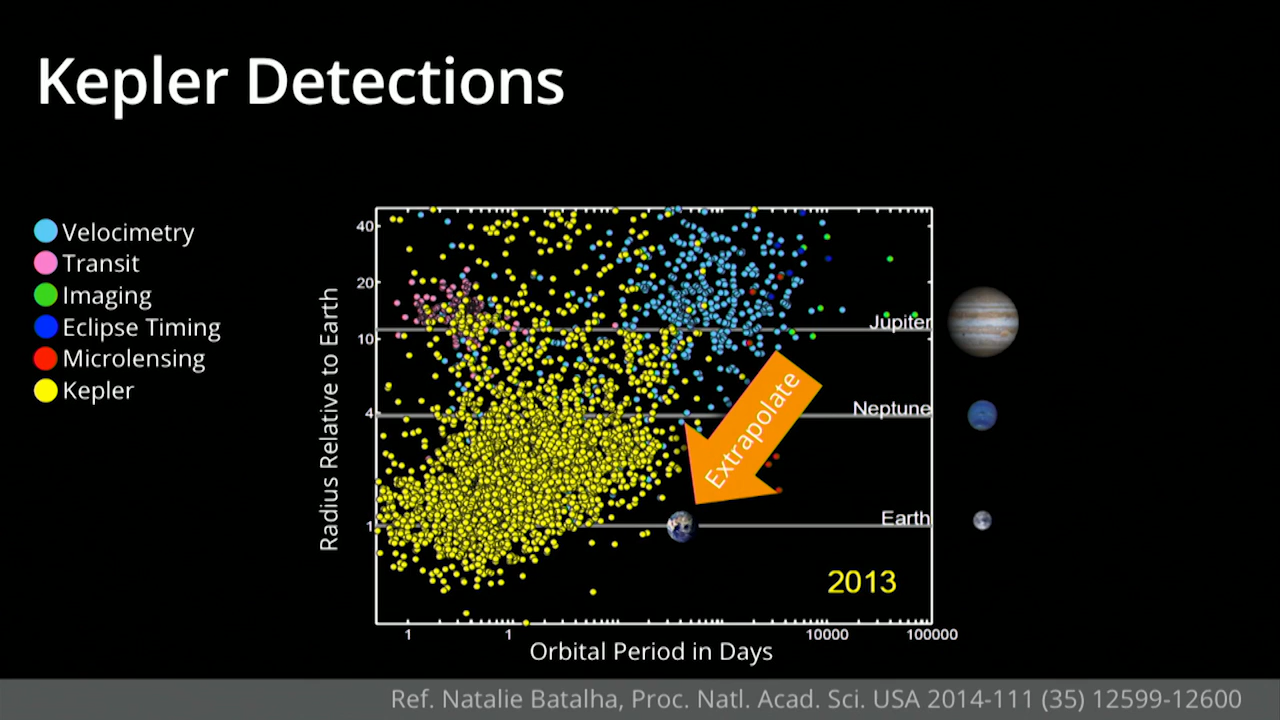 Kepler Detections
Velocimetry
Transit
Imaging
Eclipse Timing
Microlensing
Kepler
Radius Relative to Earth
40
20
10
4
1
Jupiter
Neptune
Earth
Extrapolate
2013
1 1 10000 100000
Orbital Period in Days
Ref. Natalie Batalha, Proc. Natl. Acad. Sci. USA 2014-111 (35) 12599-12600